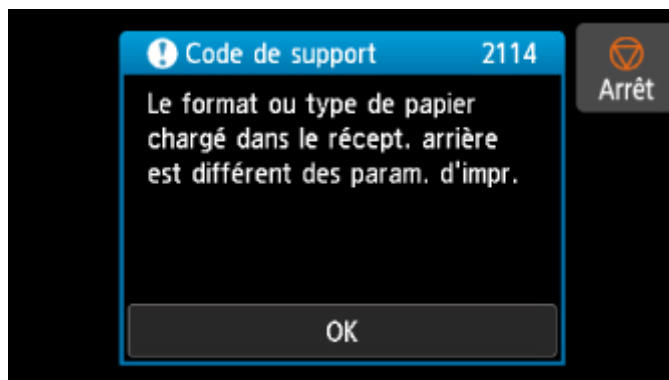 Code de support 2114
Arrêt
Le format ou type de papier
chargé dans le récept. arrière
est différent des param. d'impr.
OK